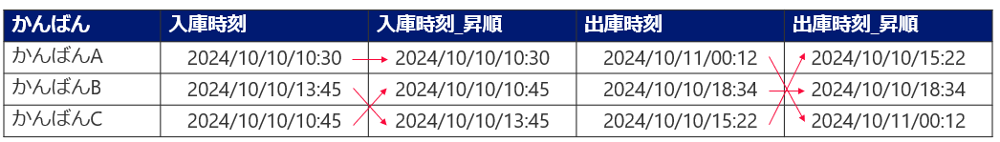 かんばん 入庫時刻 入庫時刻_昇順 出庫時刻 出庫時刻_昇順
かんばんA 2024/10/10/10:30 2024/10/10/10:30 2024/10/11/00:12 2024/10/10/15:22
かんばんB 2024/10/10/13:45 2024/10/10/10:45 2024/10/10/18:34 2024/10/10/18:34
かんばんC 2024/10/10/10:45 2024/10/10/13:45 2024/10/10/15:22 2024/10/11/00:12